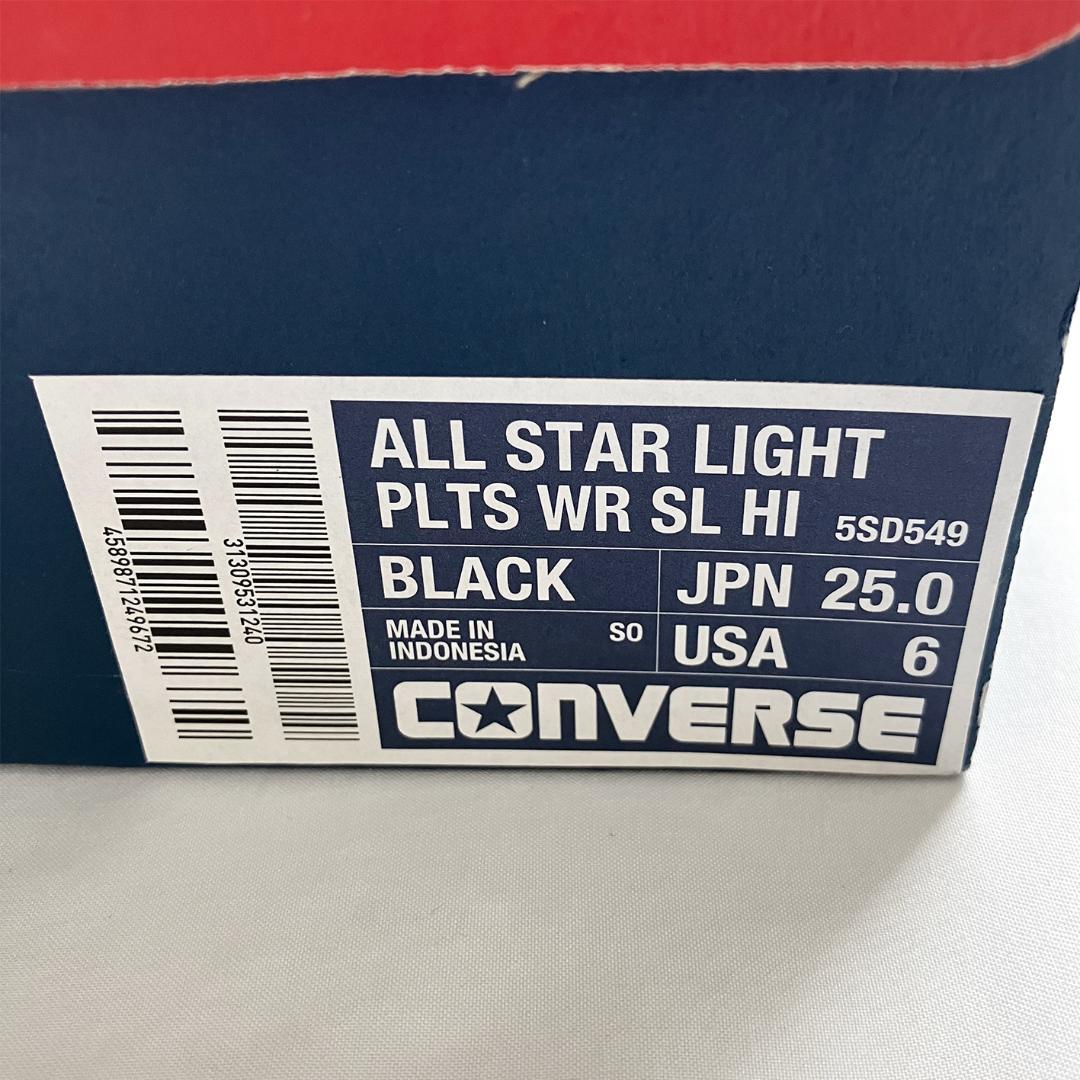 ALL STAR LIGHT
PLTS WR SL HI 5SD549
BLACK
JPN 25.0
MADE IN
INDONESIA
SO
USA 6
CONVERSE
4589871249672
31309531240